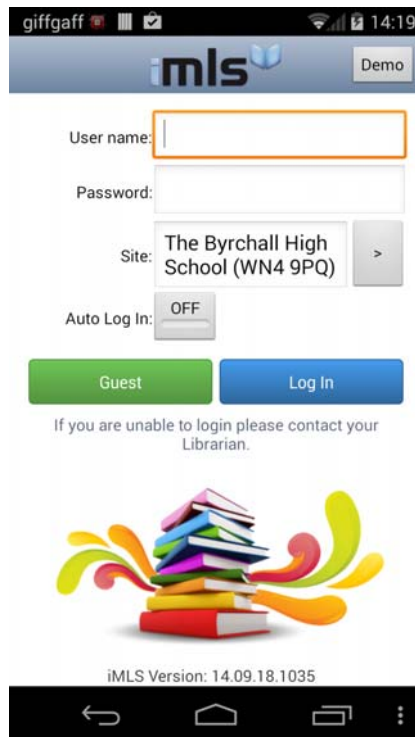 giffgaff 14:19
imls Demo
User name:
Password:
Site: The Byrchall High
School (WN4 9PQ) >
Auto Log In: OFF
Guest Log In
If you are unable to login please contact your
Librarian.
iMLS Version: 14.09.18.1035